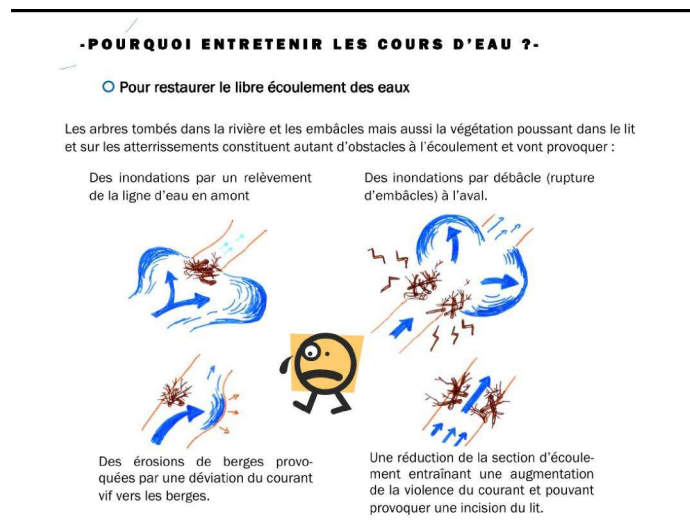 -POURQUOI ENTRETENIR LES COURS D'EAU ?-
Pour restaurer le libre écoulement des eaux
Les arbres tombés dans la rivière et les embâcles mais aussi la végétation poussant dans le lit
et sur les atterrissements constituent autant d'obstacles à l'écoulement et vont provoquer :
Des inondations par un relèvement
de la ligne d'eau en amont
Des inondations par débâcle (rupture
d'embâcles) à l'aval.
Des érosions de berges provo-
quées par une déviation du courant
vif vers les berges.
Une réduction de la section d'écoule-
ment entraînant une augmentation
de la violence du courant et pouvant
provoquer une incision du lit.